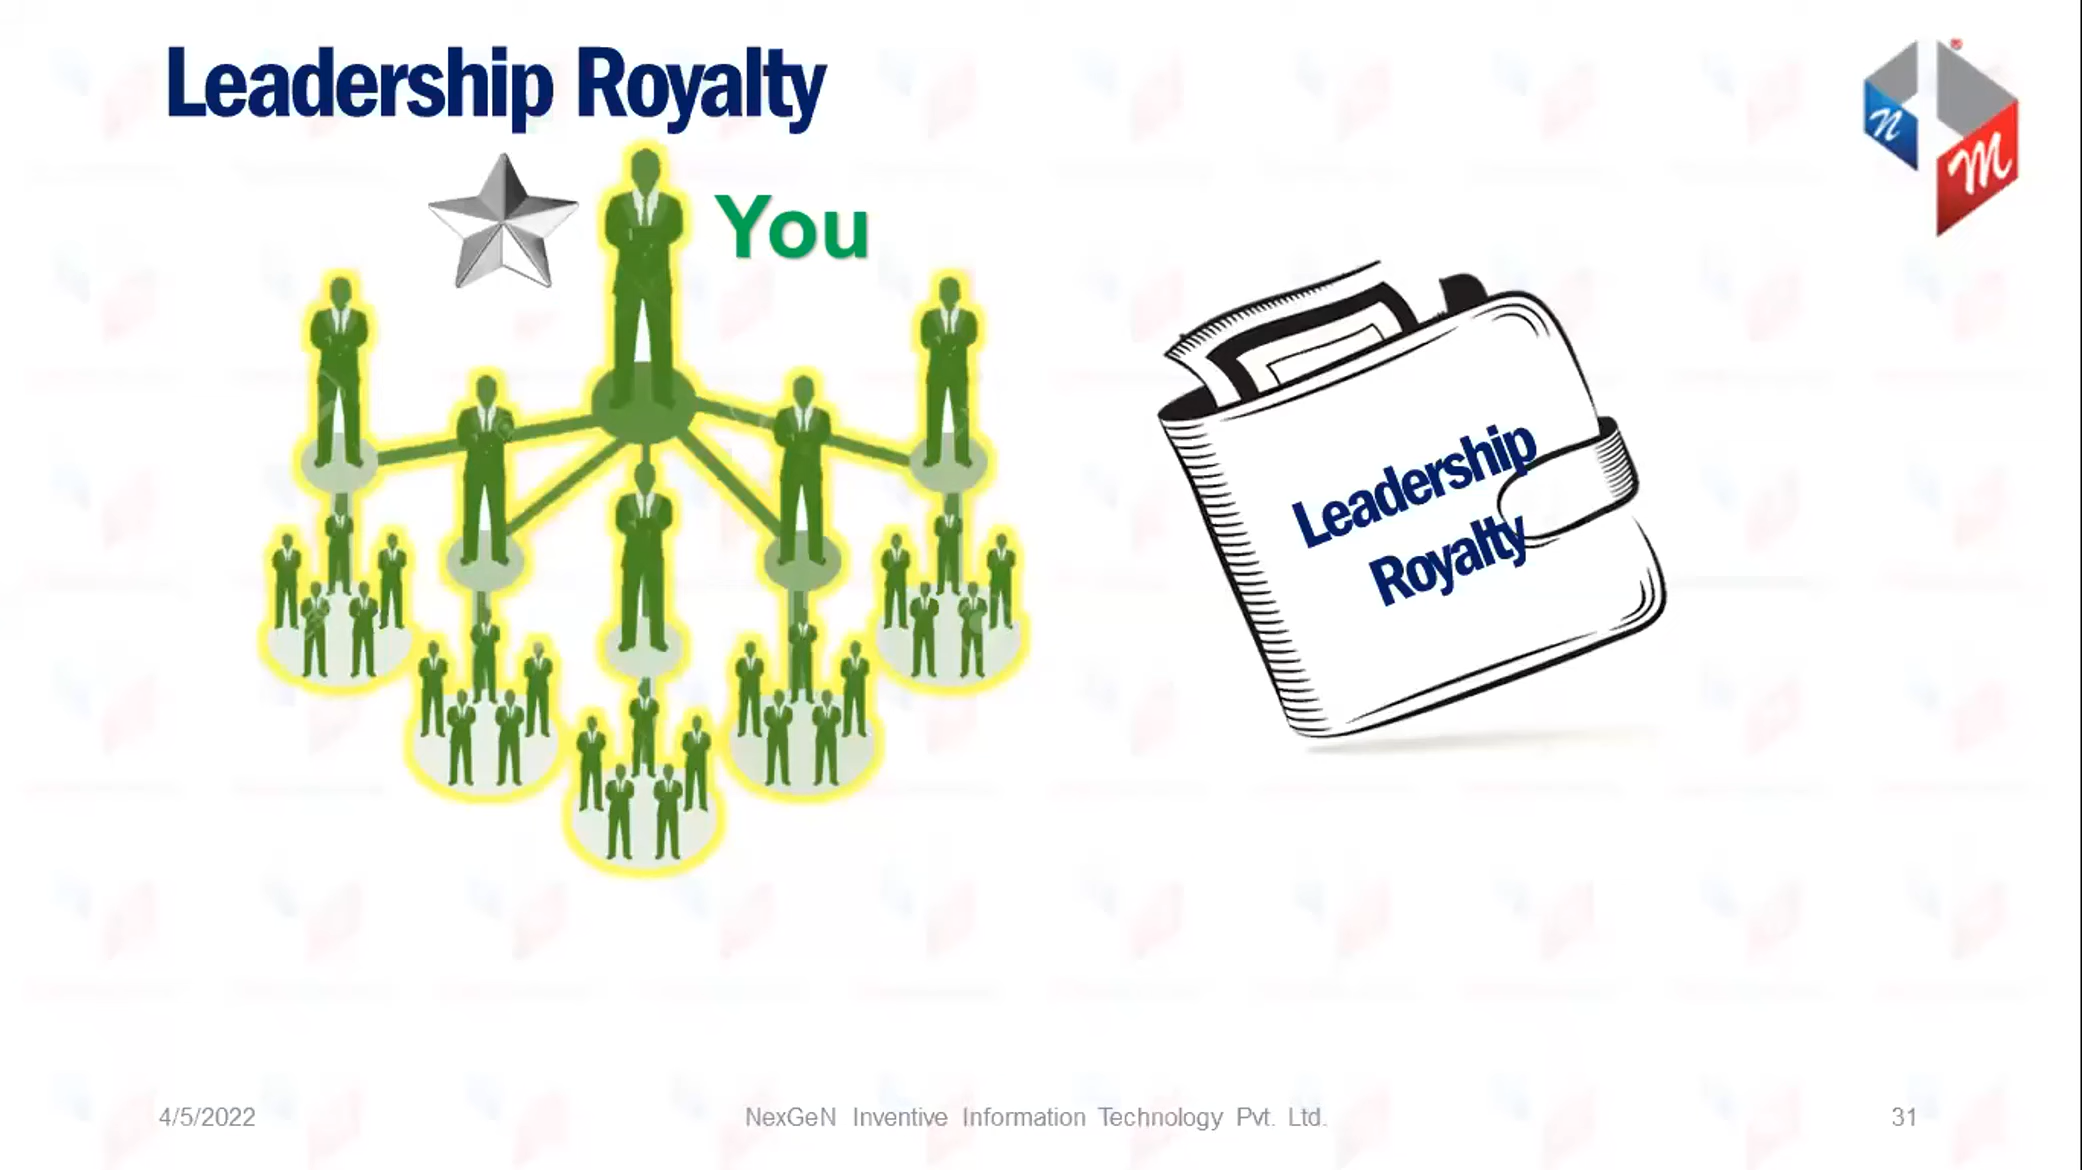 Leadership Royalty
n
m
You
Leadership
Royalty
4/5/2022
NexGeN Inventive Information Technology Pvt. Ltd.
31